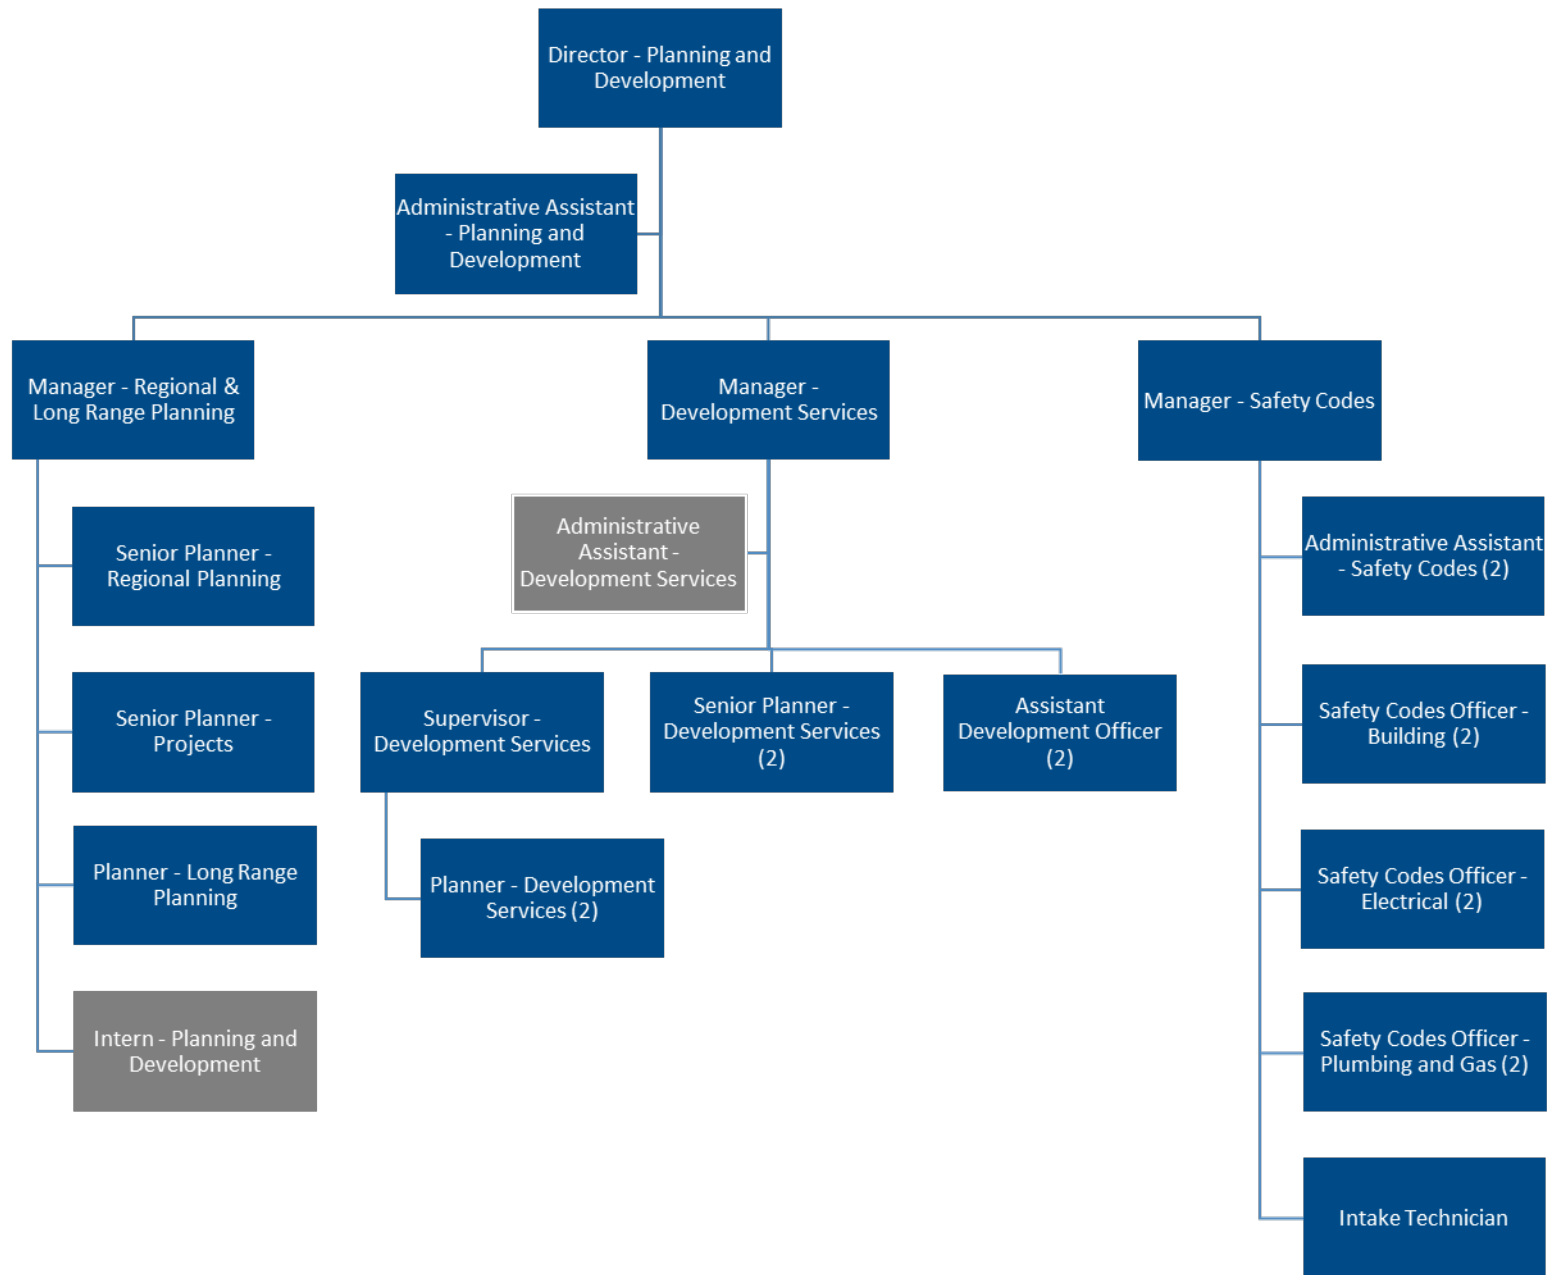 Director - Planning and
Development
Administrative Assistant
- Planning and
Development
Manager - Regional &
Long Range Planning
Manager -
Development Services
Manager - Safety Codes
Senior Planner -
Regional Planning
Senior Planner -
Projects
Planner - Long Range
Planning
Intern - Planning and
Development
Administrative
Assistant -
Development Services
Supervisor -
Development Services
Planner - Development
Services (2)
Senior Planner -
Development Services
(2)
Assistant
Development Officer
(2)
Administrative Assistant
- Safety Codes (2)
Safety Codes Officer -
Building (2)
Safety Codes Officer -
Electrical (2)
Safety Codes Officer -
Plumbing and Gas (2)
Intake Technician